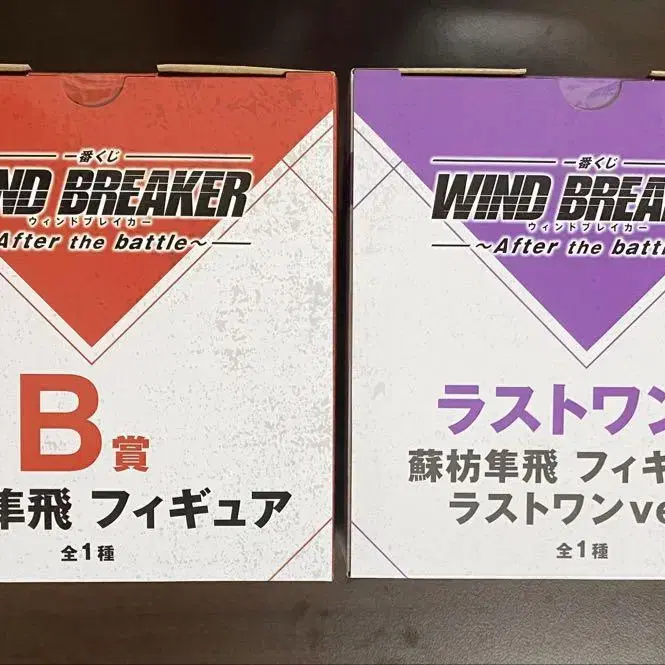 一番くじ
ND BREAKER
ウィンドブレイカー
After the battle～
B賞
隼飛 フィギュア
全1種
一番くじ
WIND BREA
ウィンドブレイカー
～After the battl
ラストワン
蘇枋隼飛 フィギ
ラストワンve
全1種